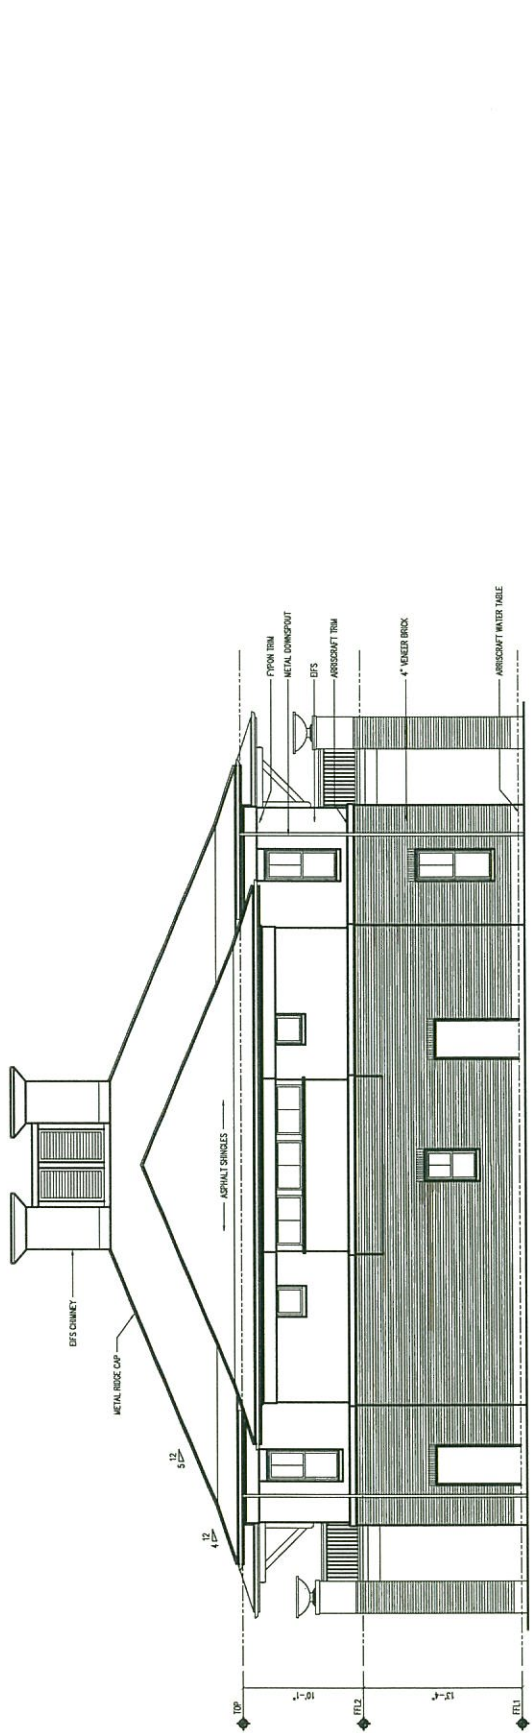 EIFS CHIMNEY
METAL RIDGE CAP
12
5
12
4
ASPHALT SHINGLES
FYPON TRIM
METAL DOWNSPOUT
EIFS
ARRISCRAFT TRIM
4" VENEER BRICK
ARRISCRAFT WATER TABLE
TOP
10'-1"
FFL2
13'-4"
FFL1